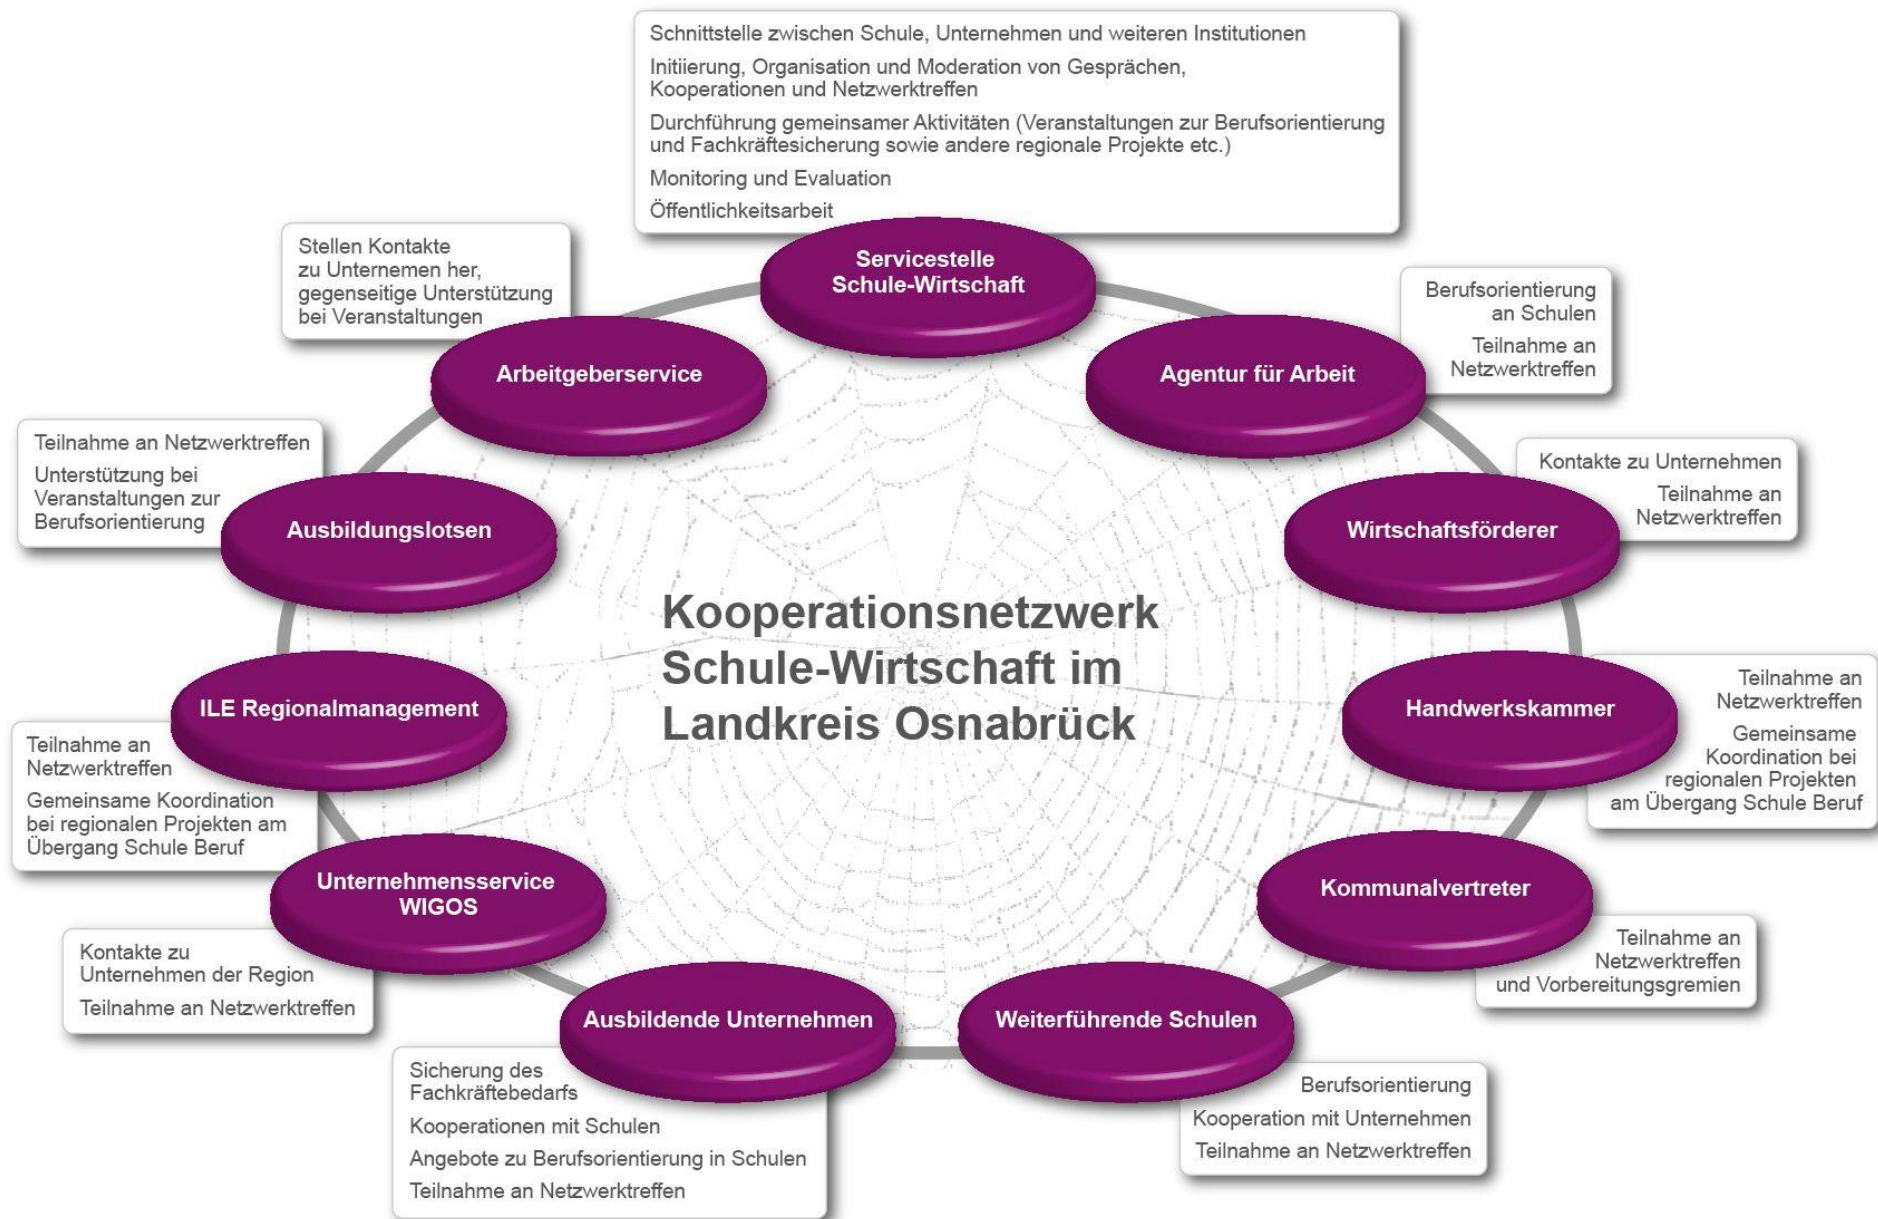 Schnittstelle zwischen Schule, Unternehmen und weiteren Institutionen
Initiierung, Organisation und Moderation von Gesprächen,
Kooperationen und Netzwerktreffen
Durchführung gemeinsamer Aktivitäten (Veranstaltungen zur Berufsorientierung
und Fachkräftesicherung sowie andere regionale Projekte etc.)
Monitoring und Evaluation
Öffentlichkeitsarbeit
Servicestelle
Schule-Wirtschaft
Stellen Kontakte
zu Unternemen her,
gegenseitige Unterstützung
bei Veranstaltungen
Arbeitgeberservice
Berufsorientierung
an Schulen
Teilnahme an
Netzwerktreffen
Agentur für Arbeit
Teilnahme an Netzwerktreffen
Unterstützung bei
Veranstaltungen zur
Berufsorientierung
Ausbildungslotsen
Kontakte zu Unternehmen
Teilnahme an
Netzwerktreffen
Wirtschaftsförderer
Kooperationsnetzwerk
Schule-Wirtschaft im
Landkreis Osnabrück
ILE Regionalmanagement
Teilnahme an
Netzwerktreffen
Gemeinsame Koordination
bei regionalen Projekten am
Übergang Schule Beruf
Handwerkskammer
Teilnahme an
Netzwerktreffen
Gemeinsame
Koordination bei
regionalen Projekten
am Übergang Schule Beruf
Unternehmensservice
WIGOS
Kontakte zu
Unternehmen der Region
Teilnahme an Netzwerktreffen
Kommunalvertreter
Teilnahme an
Netzwerktreffen
und Vorbereitungsgremien
Ausbildende Unternehmen
Sicherung des
Fachkräftebedarfs
Kooperationen mit Schulen
Angebote zu Berufsorientierung in Schulen
Teilnahme an Netzwerktreffen
Weiterführende Schulen
Berufsorientierung
Kooperation mit Unternehmen
Teilnahme an Netzwerktreffen